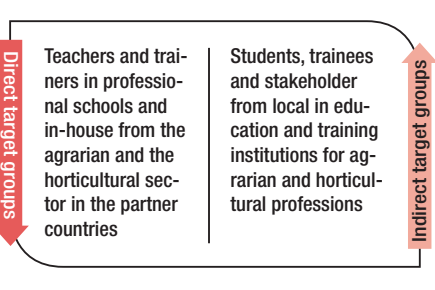 Direct target groups
Teachers and trai-
ners in professio-
nal schools and
in-house from the
agrarian and the
horticultural sec-
tor in the partner
countries
Students, trainees
and stakeholder
from local in edu-
cation and training
institutions for ag-
rarian and horticul-
tural professions
Indirect target groups